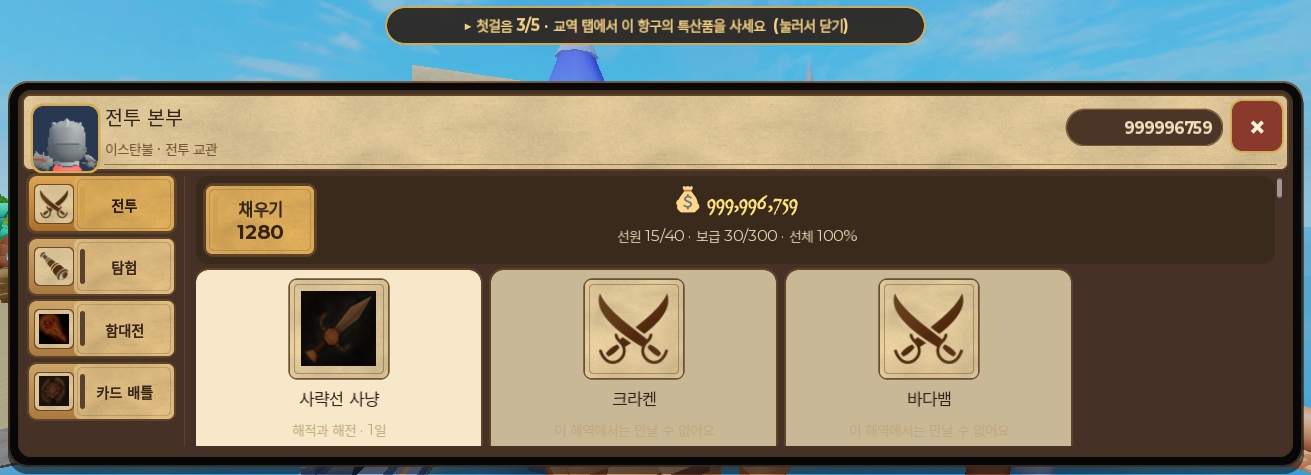 ▸ 첫걸음 3/5 · 교역 탭에서 이 항구의 특산품을 사세요 (눌러서 닫기)
전투 본부
이스탄불 · 전투 교관
999996759
×
전투
탐험
함대전
카드 배틀
채우기
1280
999,996,759
선원 15/40 · 보급 30/300 · 선체 100%
사략선 사냥
해적과 해전 · 1일
크라켄
이 해역에서는 만날 수 없어요
바다뱀
이 해역에서는 만날 수 없어요